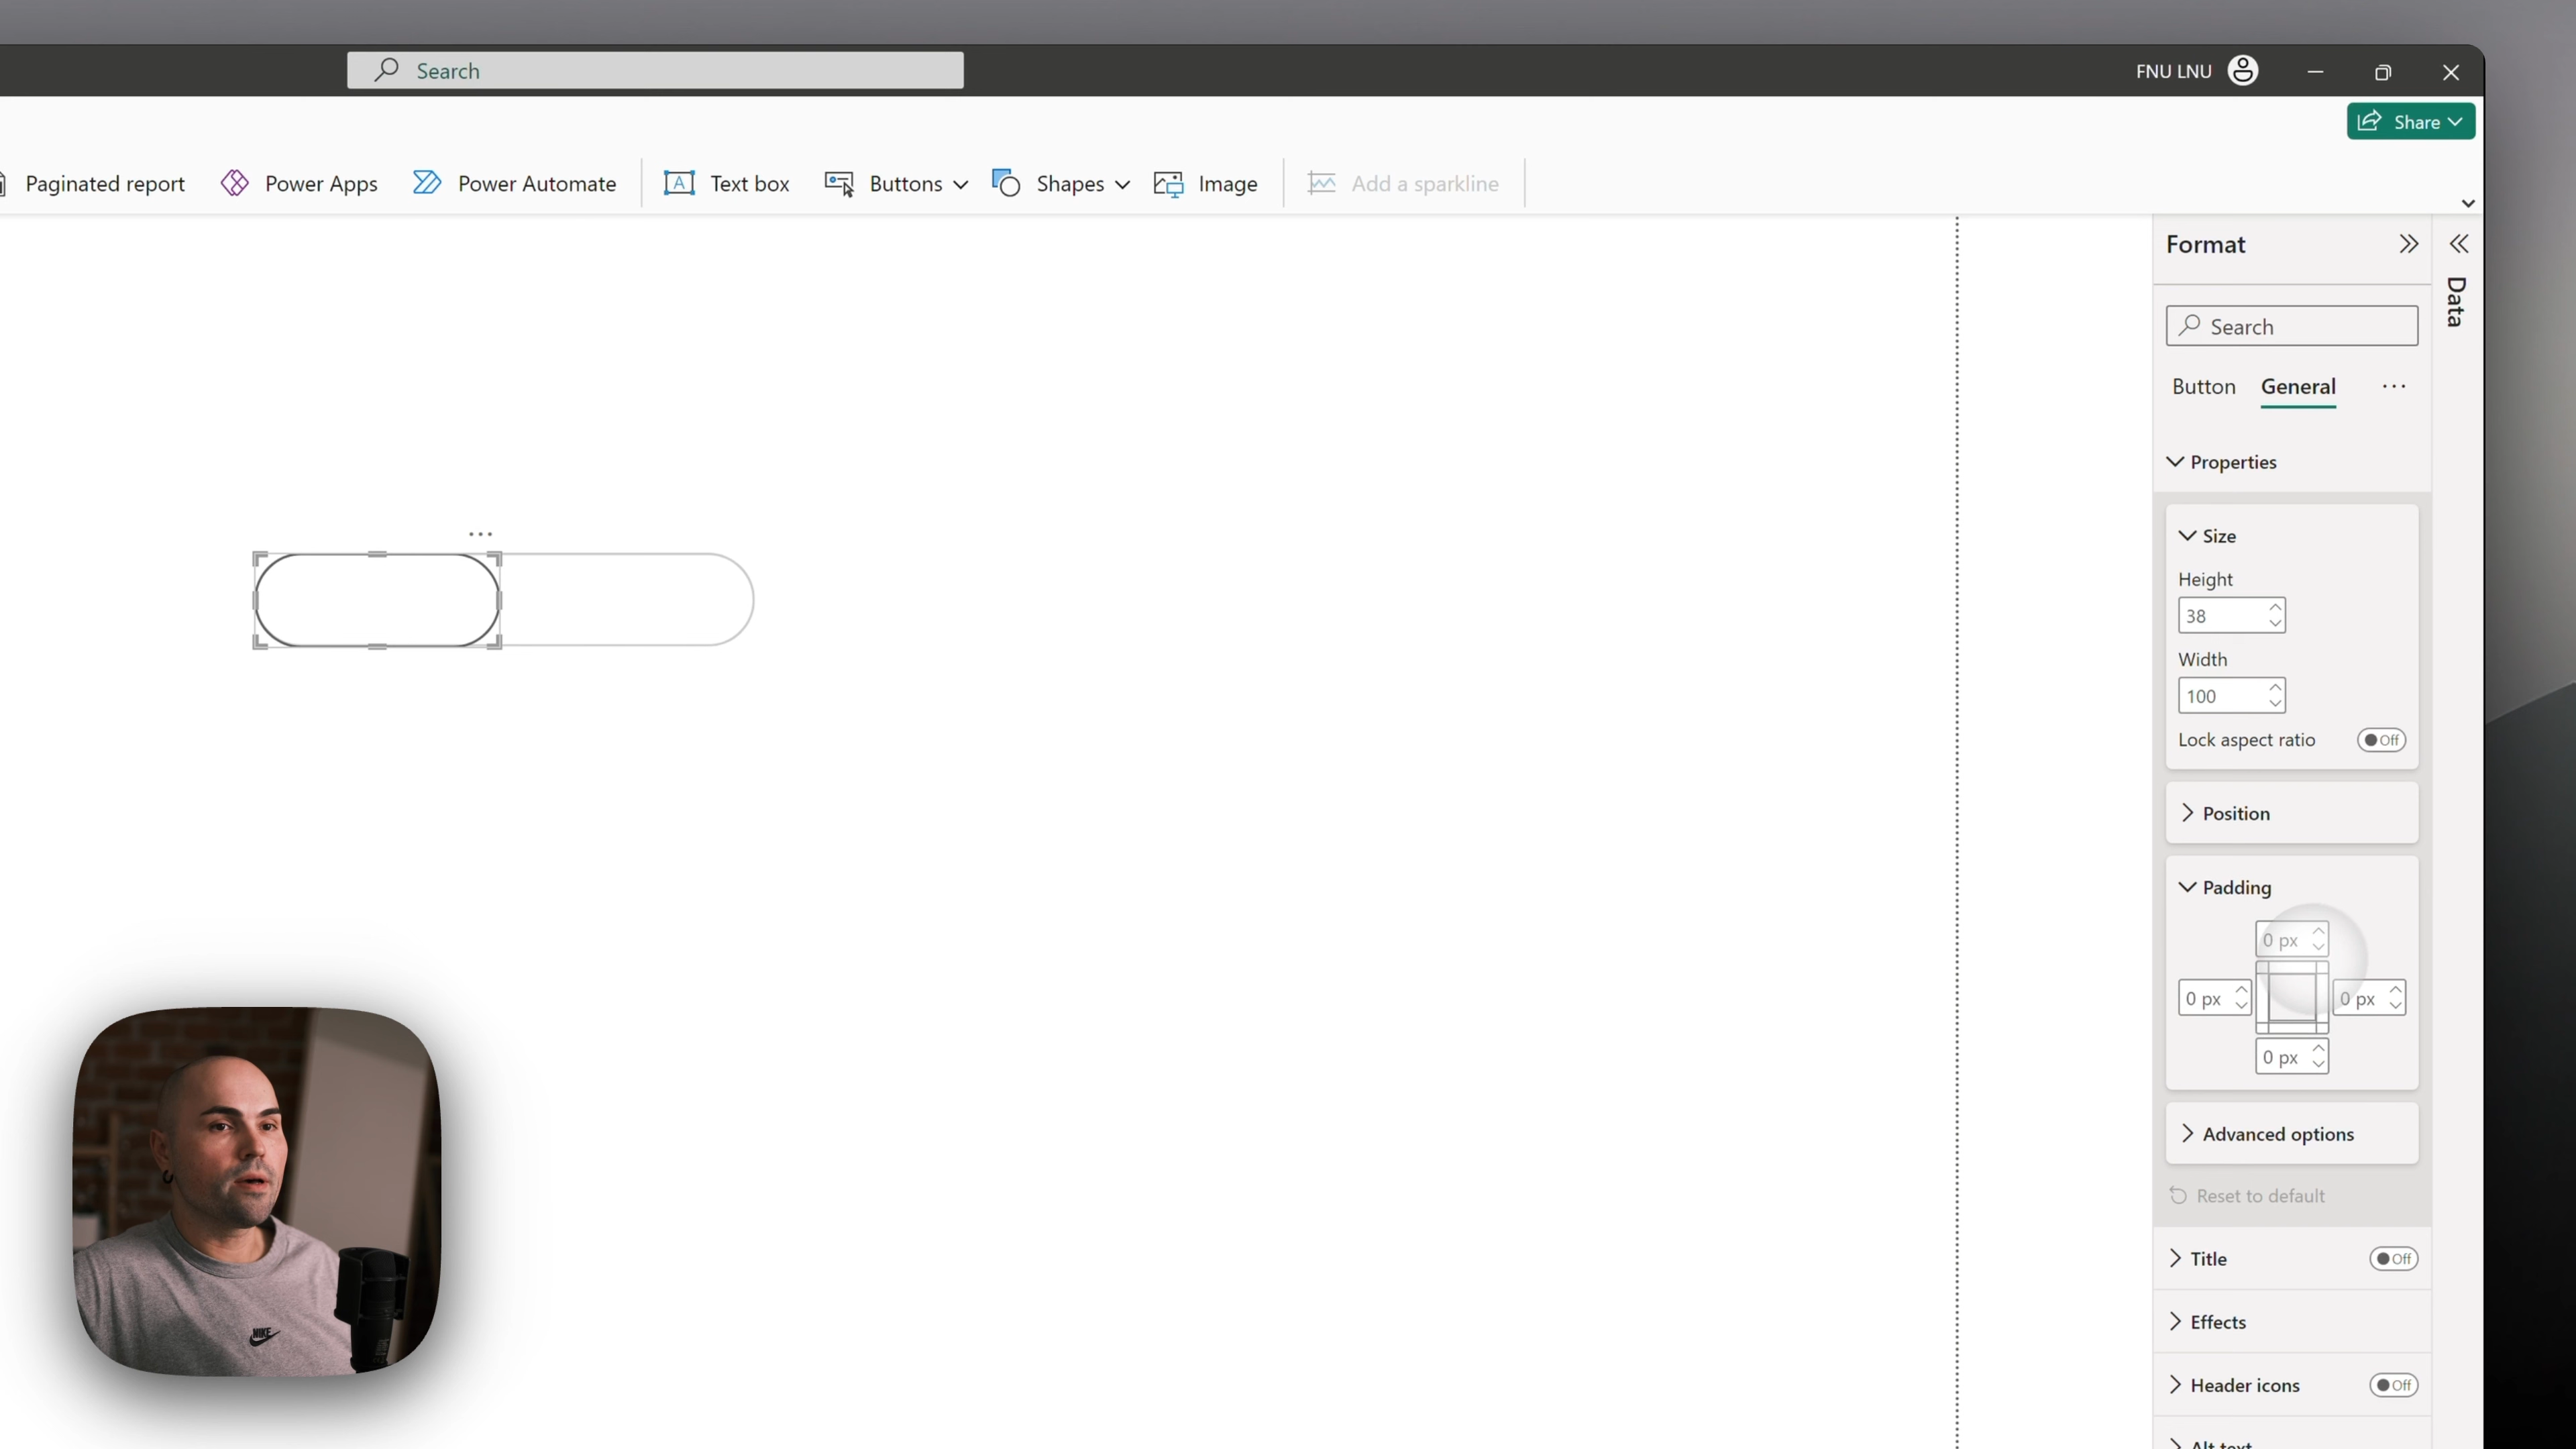 Search
FNU LNU
Share
Paginated report
Power Apps
Power Automate
Text box
Buttons
Shapes
Image
Add a sparkline
Format
Data
Search
Button
General
Properties
Size
Height
38
Width
100
Lock aspect ratio
Off
Position
Padding
0 px
0 px
0 px
0 px
Advanced options
Reset to default
Title
Off
Effects
Header icons
Off
Alt text
NIKE